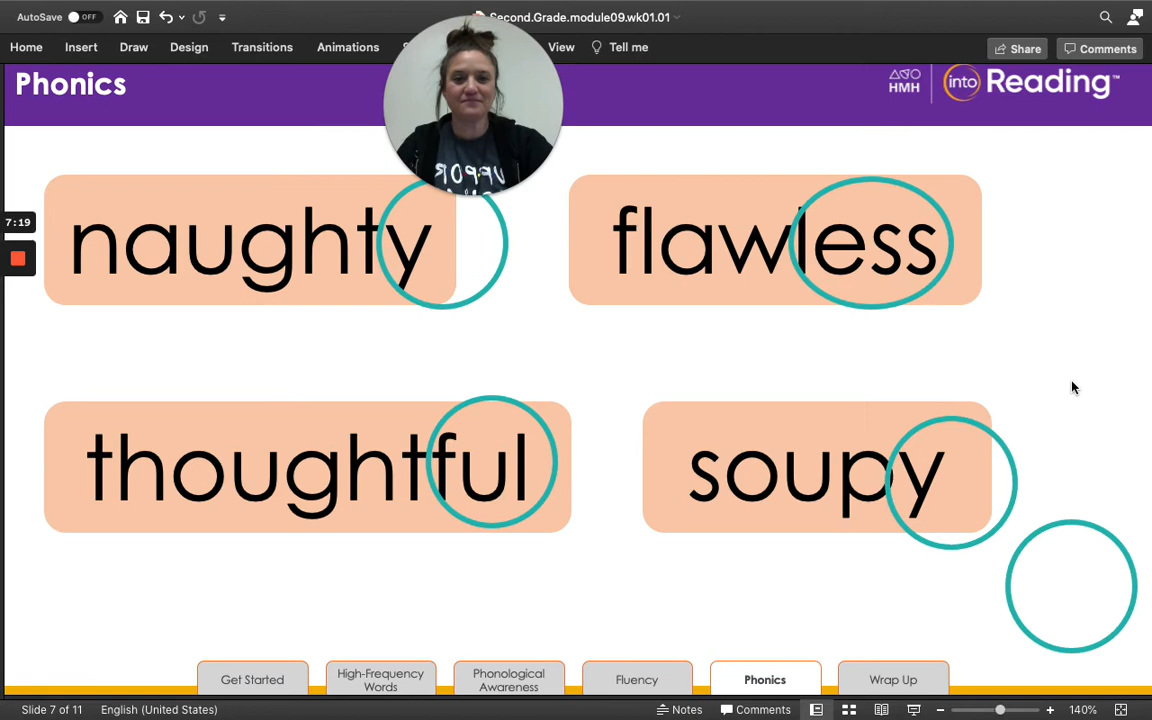 AutoSave OFF
Second.Grade.module09.wk01.01
Home Insert Draw Design Transitions Animations View Tell me
Share Comments
Phonics
HMH into Reading™
naughty flawless
7:19
thoughtful soupy
Get Started
High-Frequency Words
Phonological Awareness
Fluency
Phonics
Wrap Up
Slide 7 of 11 English (United States) Notes Comments 140%